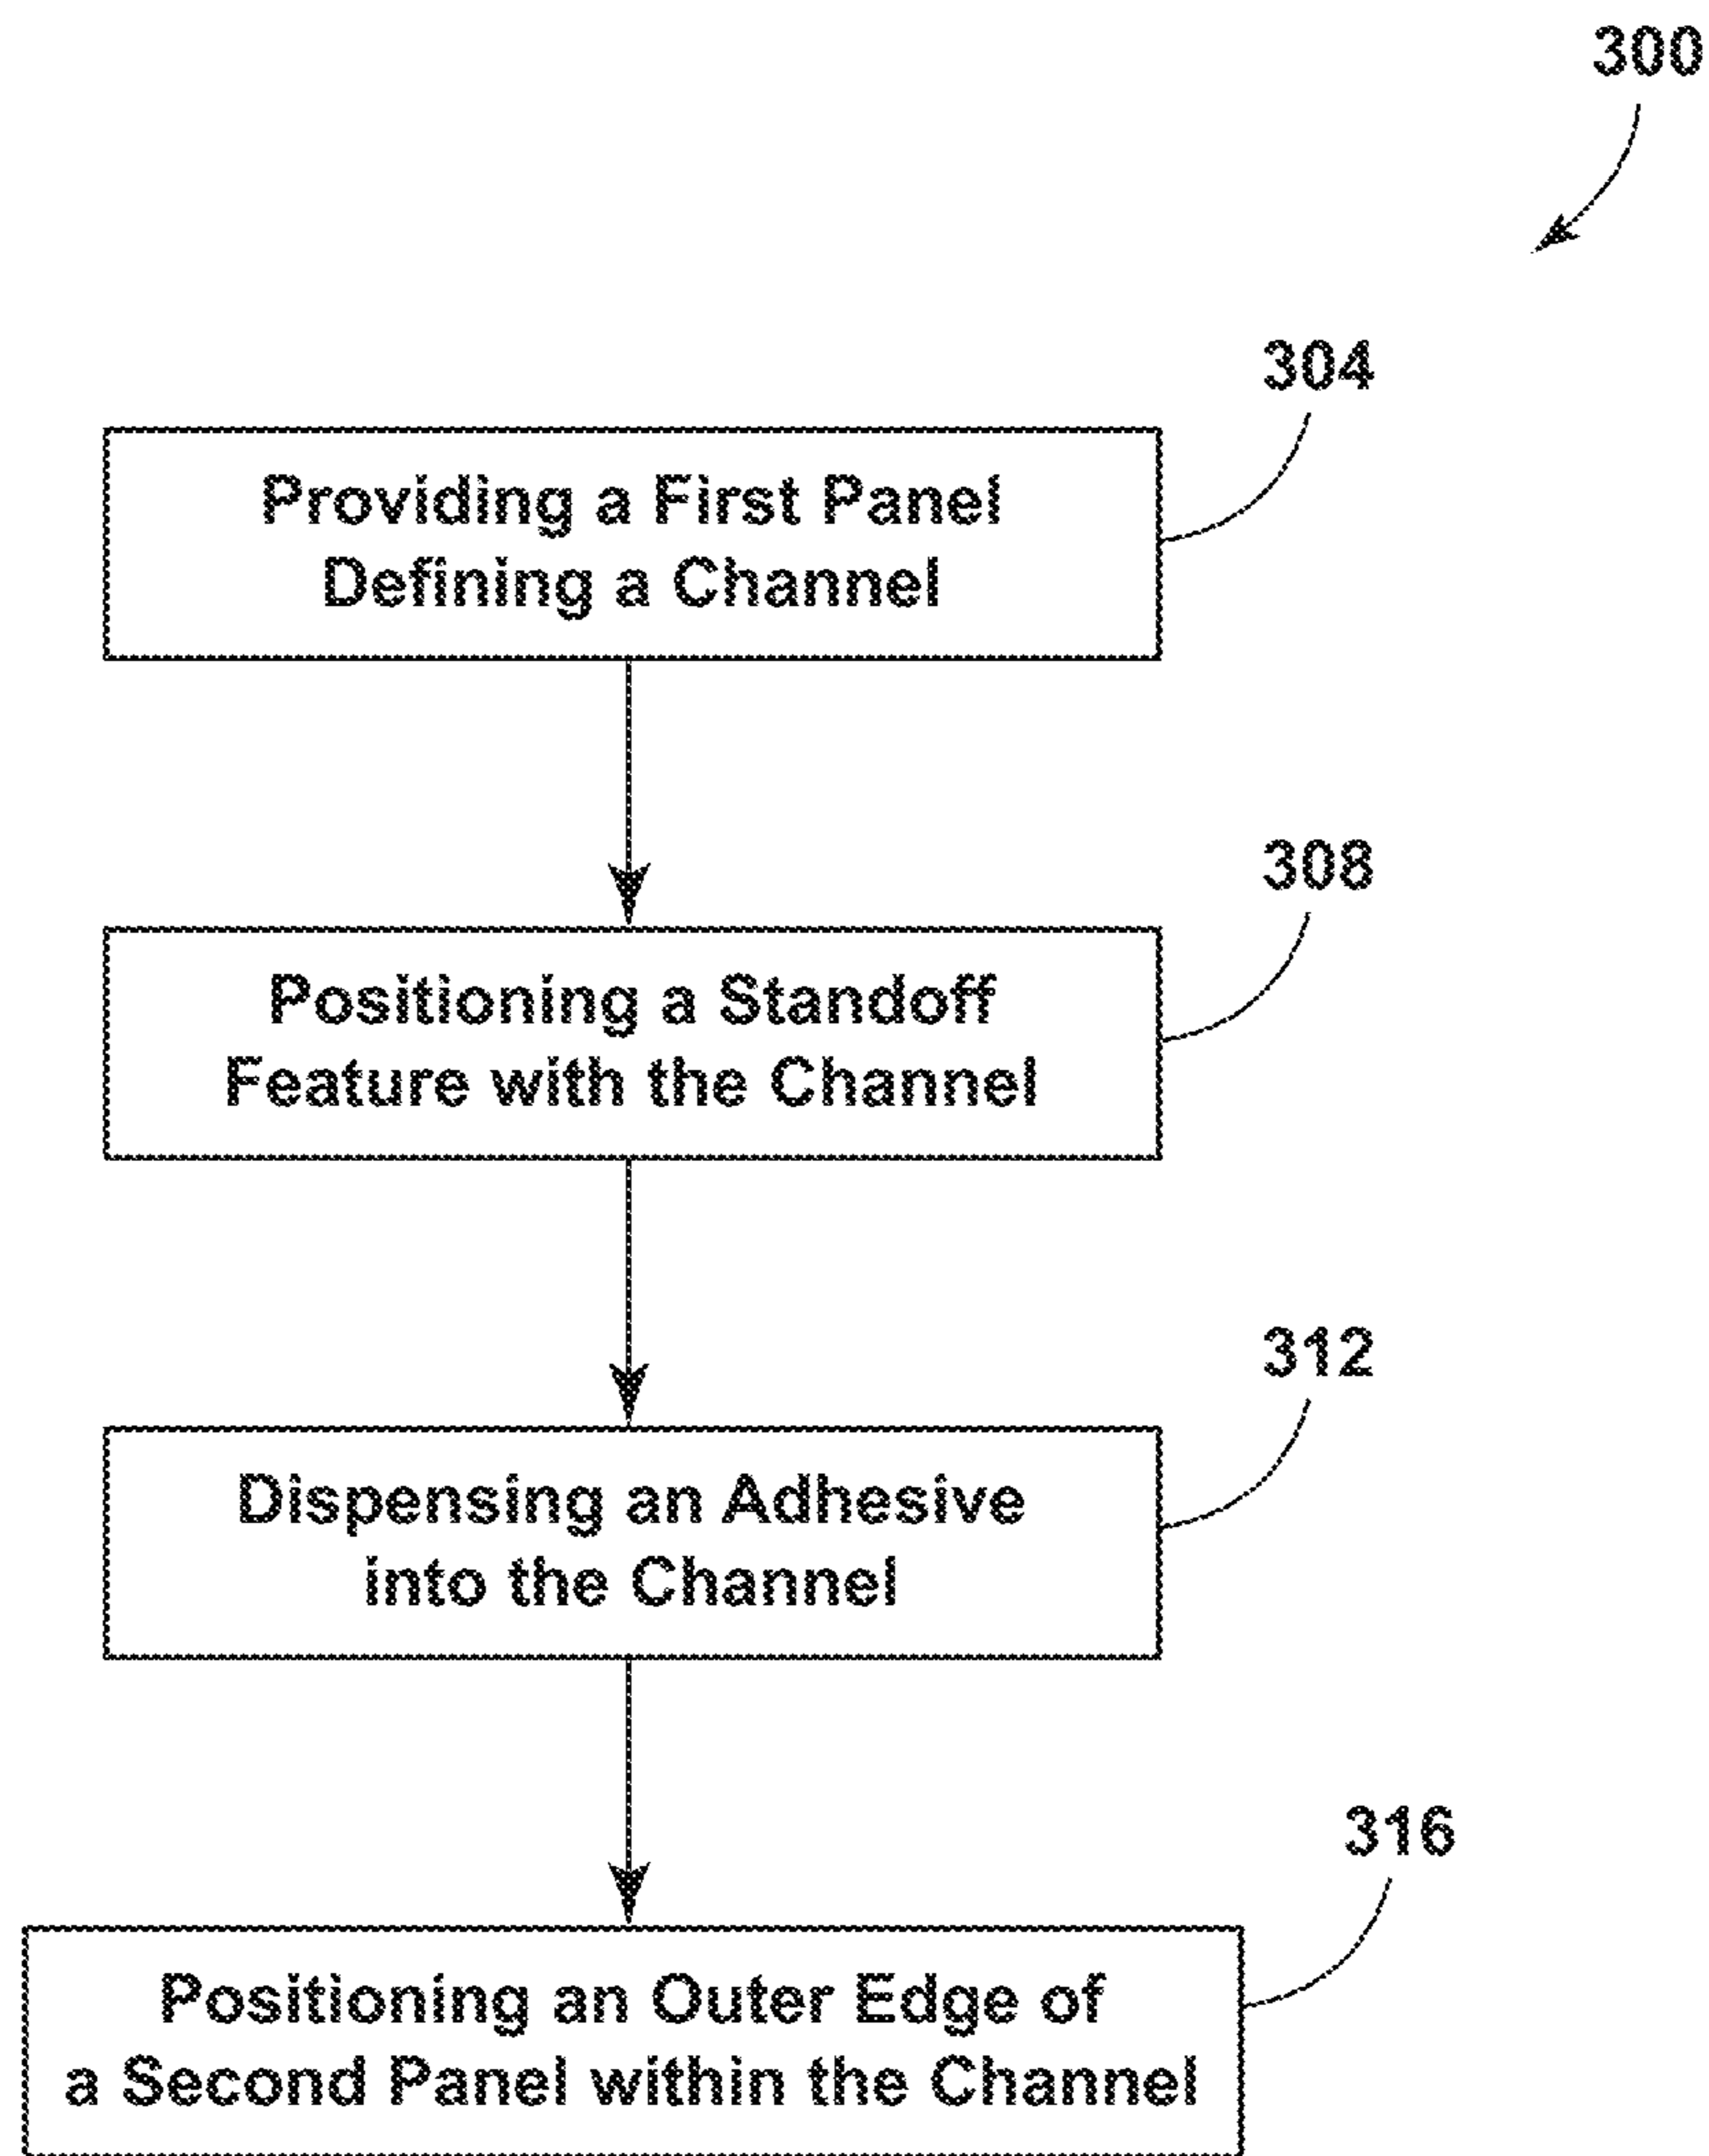 300
304
Providing a First Panel
Defining a Channel
308
Positioning a Standoff
Feature with the Channel
312
Dispensing an Adhesive
into the Channel
316
Positioning an Outer Edge of
a Second Panel within the Channel